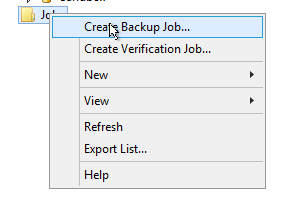 Create Backup Job...
Create Verification Job...
New
View
Refresh
Export List...
Help